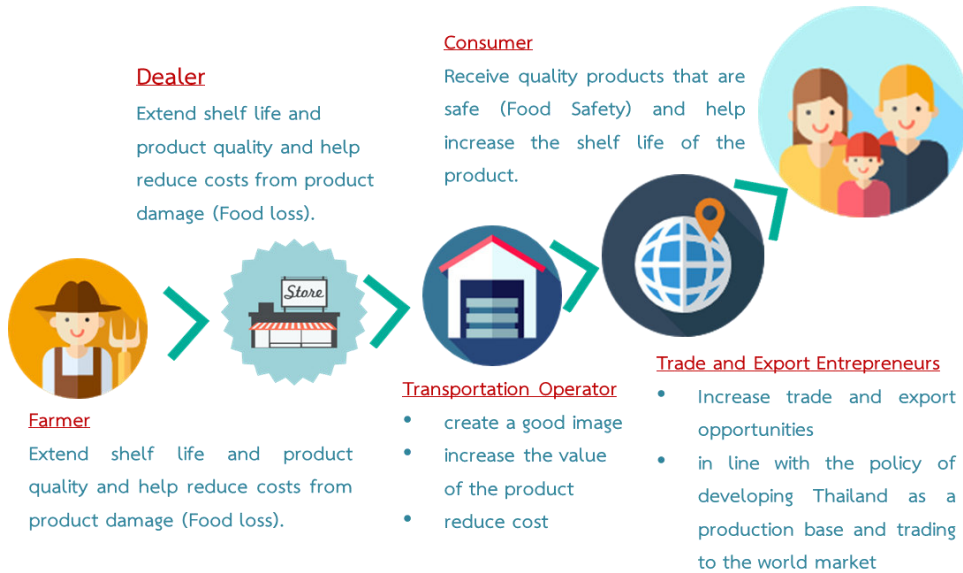 Dealer
Extend shelf life and
product quality and help
reduce costs from product
damage (Food loss).
Consumer
Receive quality products that are
safe (Food Safety) and help
increase the shelf life of the
product.
Store
Farmer
Extend shelf life and product
quality and help reduce costs from
product damage (Food loss).
Transportation Operator
• create a good image
• increase the value
of the product
• reduce cost
Trade and Export Entrepreneurs
• Increase trade and export
opportunities
• in line with the policy of
developing Thailand as a
production base and trading
to the world market